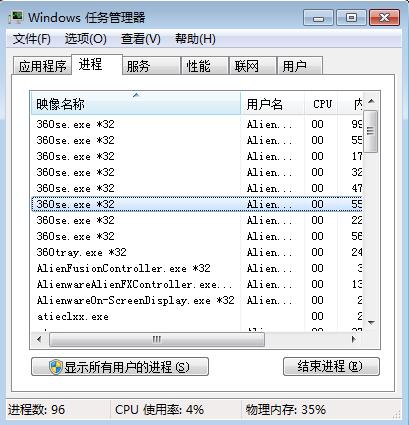 Windows 任务管理器
文件(F) 选项(O) 查看(V) 帮助(H)
应用程序 进程 服务 性能 联网 用户
映像名称 用户名 CPU 内
360se.exe *32 Alien... 00 99
360se.exe *32 Alien... 00 55
360se.exe *32 Alien... 00 17
360se.exe *32 Alien... 00 32
360se.exe *32 Alien... 00 47
360se.exe *32 Alien... 00 55
360se.exe *32 Alien... 00 22
360se.exe *32 Alien... 00 56
360tray.exe *32 Alien... 00 24
AlienFusionController.exe *32 Alien... 00 3
AlienwareAlienFXController.exe... Alien... 00 13
AlienwareOn-ScreenDisplay.exe *32 Alien... 00 2
atieclxx.exe 00 2
显示所有用户的进程(S) 结束进程(E)
进程数: 96 CPU 使用率: 4% 物理内存: 35%